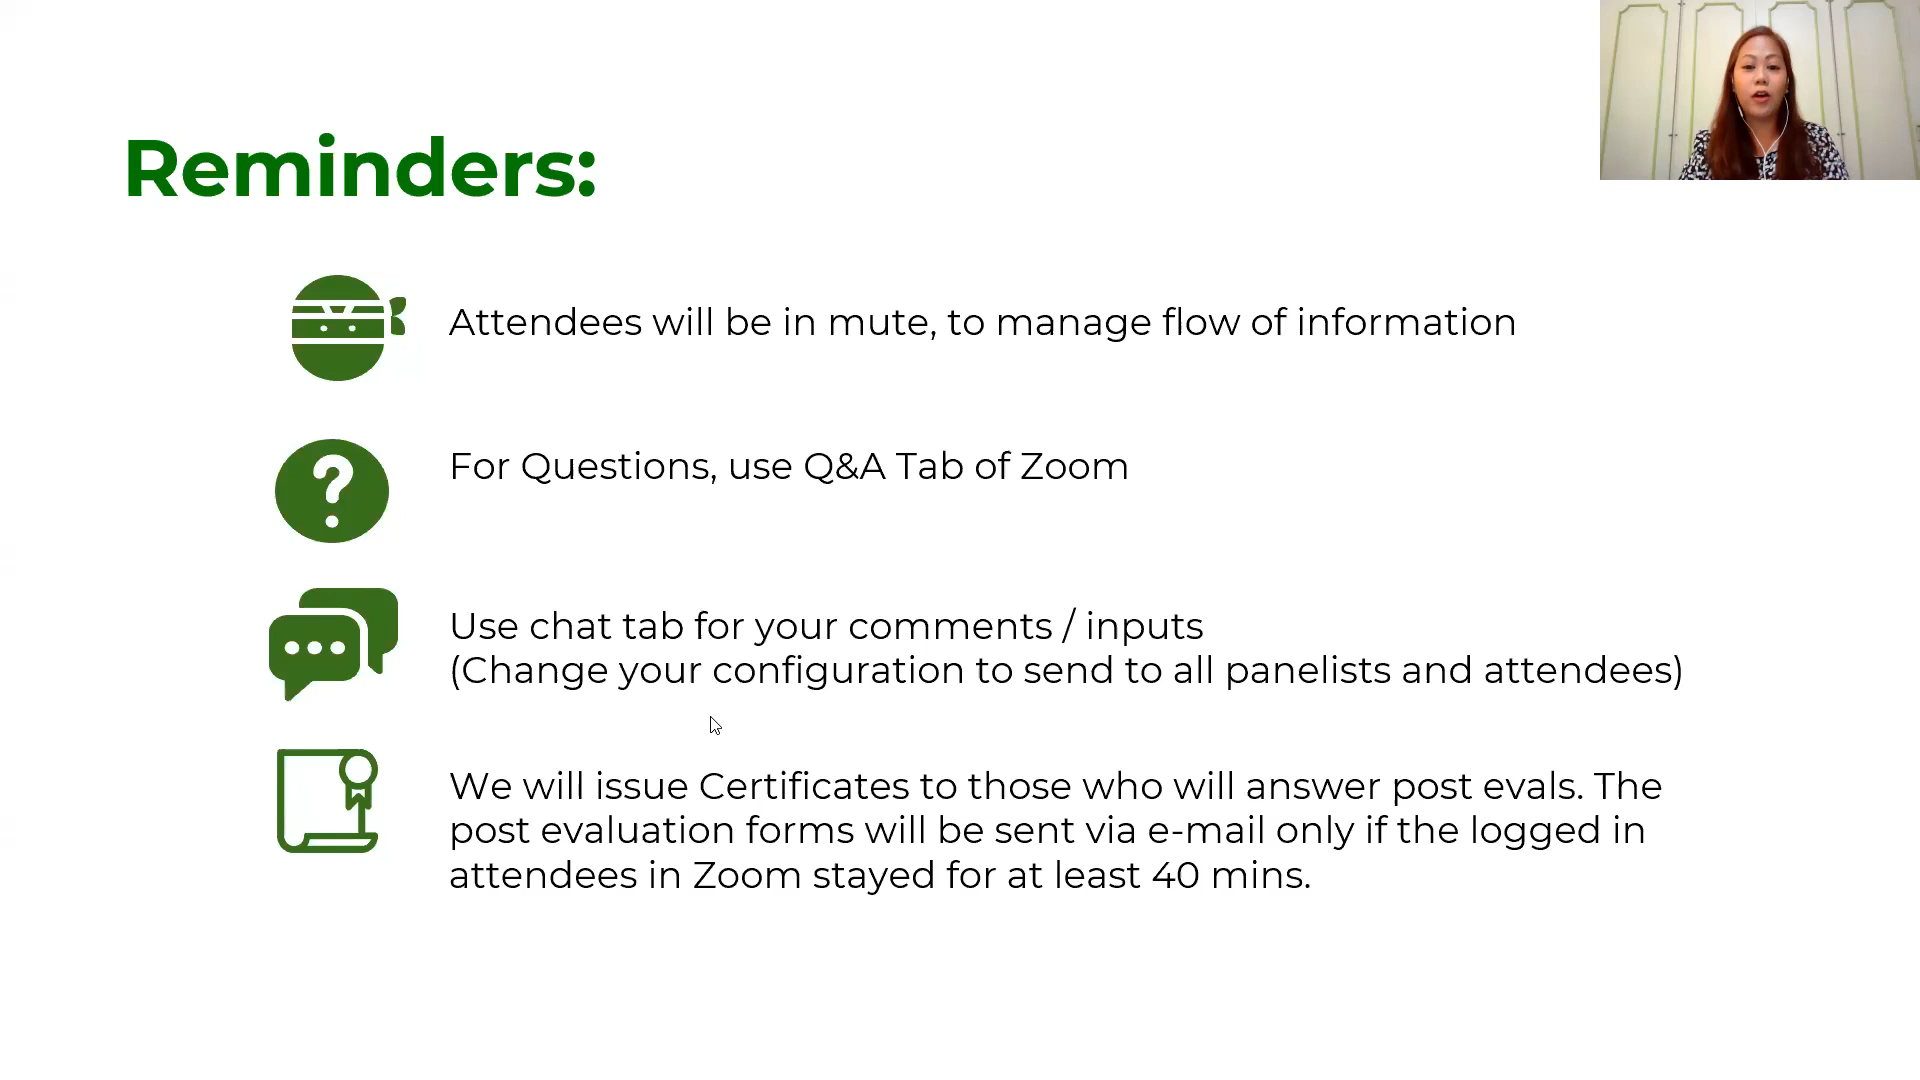 Reminders:
Attendees will be in mute, to manage flow of information
For Questions, use Q&A Tab of Zoom
Use chat tab for your comments / inputs
(Change your configuration to send to all panelists and attendees)
We will issue Certificates to those who will answer post evals. The
post evaluation forms will be sent via e-mail only if the logged in
attendees in Zoom stayed for at least 40 mins.